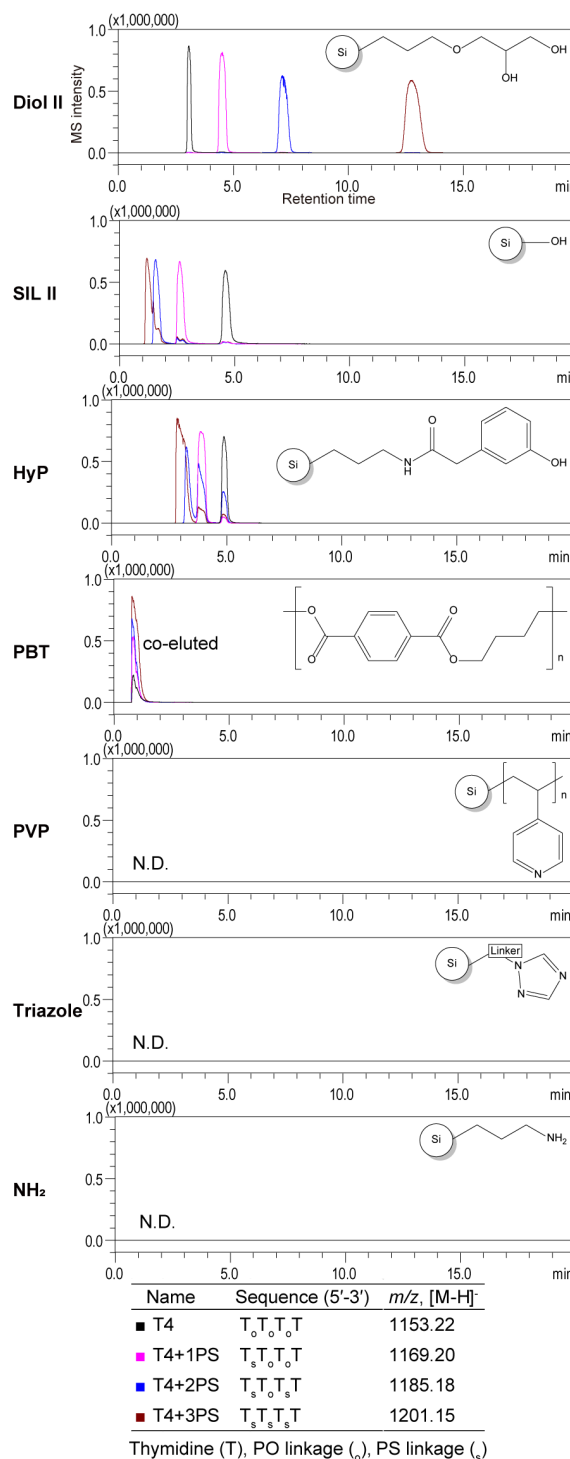 (x1,000,000)
1.0
Si
O
OH
OH
Diol II
MS intensity
0.5
0.0
0.0 5.0 10.0 15.0 min
Retention time
(x1,000,000)
1.0
Si OH
SIL II
0.5
0.0
0.0 5.0 10.0 15.0 min
(x1,000,000)
1.0
O
Si
N
H
OH
HyP
0.5
0.0
0.0 5.0 10.0 15.0 min
(x1,000,000)
1.0
O
O
O
O
n
PBT
co-eluted
0.5
0.0
0.0 5.0 10.0 15.0 min
(x1,000,000)
1.0
Si
n
N
PVP
0.5
N.D.
0.0
0.0 5.0 10.0 15.0 min
(x1,000,000)
1.0
Linker
Si
N
N
N
Triazole
0.5
N.D.
0.0
0.0 5.0 10.0 15.0 min
(x1,000,000)
1.0
Si
NH₂
NH₂
0.5
N.D.
0.0
0.0 5.0 10.0 15.0 min
Name Sequence (5′-3′) m/z, [M-H]⁻
T4 TₒTₒTₒT 1153.22
T4+1PS TₛTₒTₒT 1169.20
T4+2PS TₛTₒTₛT 1185.18
T4+3PS TₛTₛTₛT 1201.15
Thymidine (T), PO linkage (ₒ), PS linkage (ₛ)